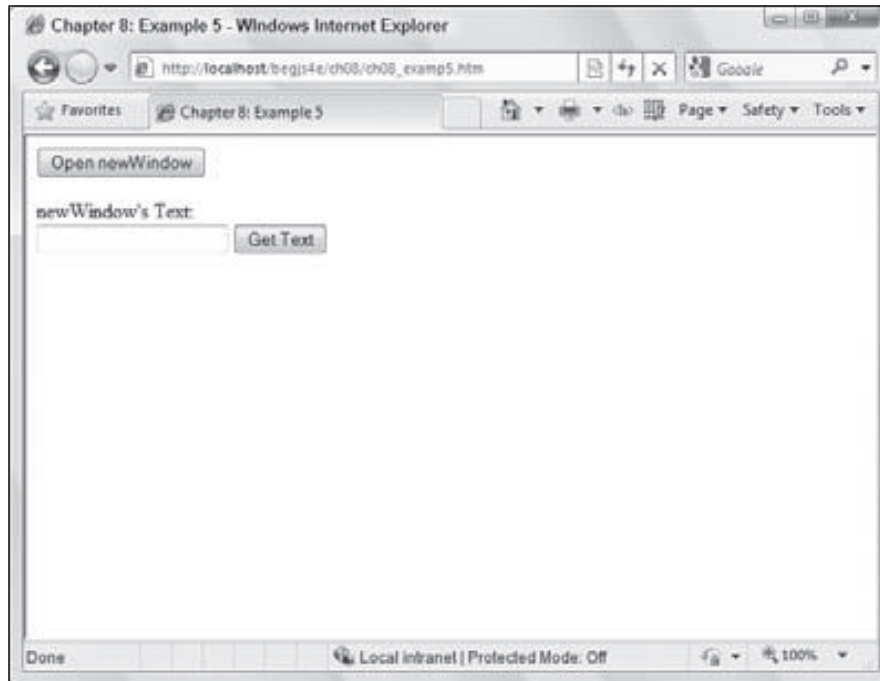 Chapter 8: Example 5 - Windows Internet Explorer
http://localhost/begjs4e/ch08/ch08_examp5.htm
Google
Favorites
Chapter 8: Example 5
Page
Safety
Tools
Open newWindow
newWindow's Text:
Get Text
Done
Local intranet | Protected Mode: Off
100%